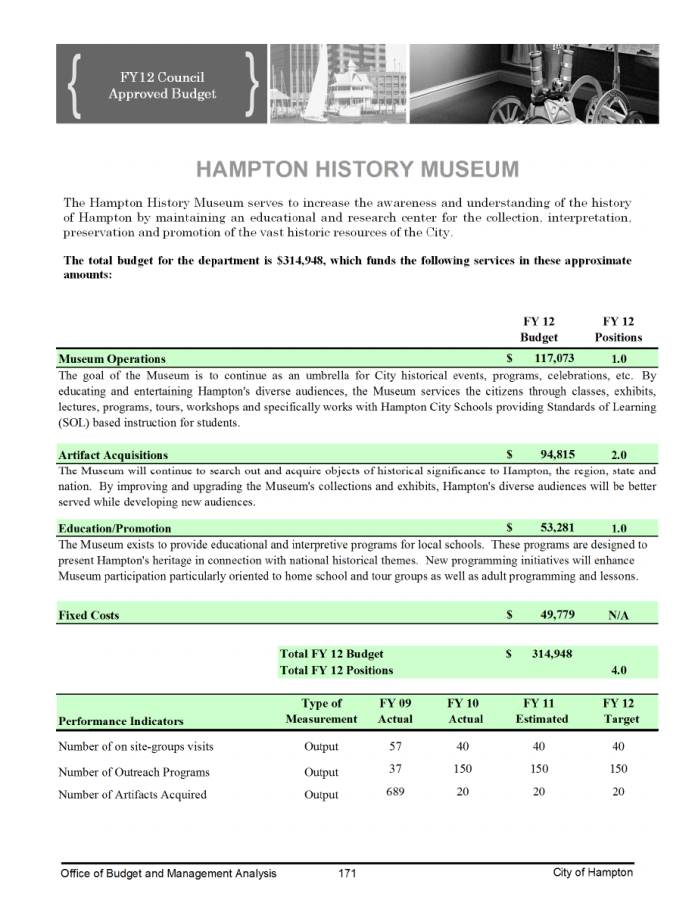 FY12 Council
Approved Budget
HAMPTON HISTORY MUSEUM
The Hampton History Museum serves to increase the awareness and understanding of the history
of Hampton by maintaining an educational and research center for the collection, interpretation,
preservation and promotion of the vast historic resources of the City.
The total budget for the department is $314,948, which funds the following services in these approximate
amounts:
FY 12 FY 12
Budget Positions
Museum Operations $ 117,073 1.0
The goal of the Museum is to continue as an umbrella for City historical events, programs, celebrations, etc. By
educating and entertaining Hampton's diverse audiences, the Museum services the citizens through classes, exhibits,
lectures, programs, tours, workshops and specifically works with Hampton City Schools providing Standards of Learning
(SOL) based instruction for students.
Artifact Acquisitions $ 94,815 2.0
The Museum will continue to search out and acquire objects of historical significance to Hampton, the region, state and
nation. By improving and upgrading the Museum's collections and exhibits, Hampton's diverse audiences will be better
served while developing new audiences.
Education/Promotion $ 53,281 1.0
The Museum exists to provide educational and interpretive programs for local schools. These programs are designed to
present Hampton's heritage in connection with national historical themes. New programming initiatives will enhance
Museum participation particularly oriented to home school and tour groups as well as adult programming and lessons.
Fixed Costs $ 49,779 N/A
Total FY 12 Budget $ 314,948
Total FY 12 Positions 4.0
Type of FY 09 FY 10 FY 11 FY 12
Performance Indicators Measurement Actual Actual Estimated Target
Number of on site-groups visits Output 57 40 40 40
Number of Outreach Programs Output 37 150 150 150
Number of Artifacts Acquired Output 689 20 20 20
Office of Budget and Management Analysis 171 City of Hampton